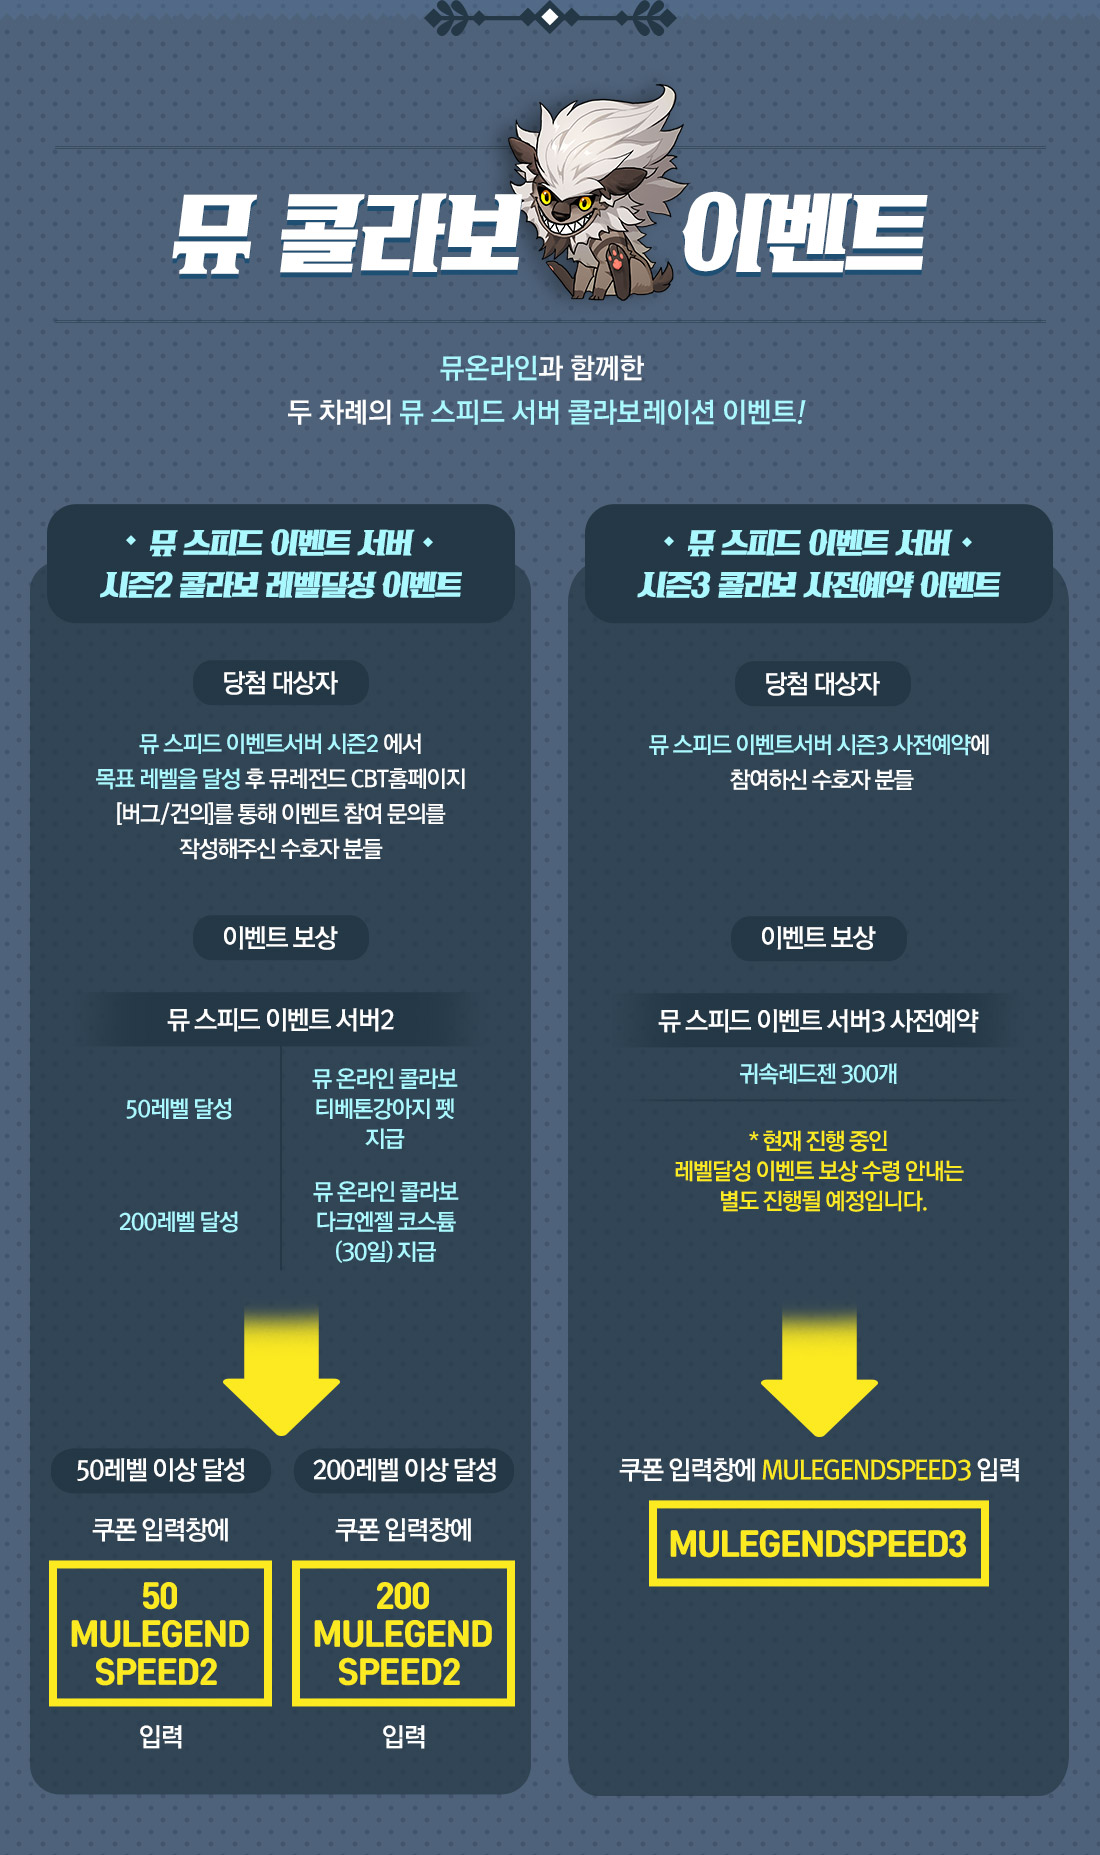 뮤 콜라보 이벤트
뮤온라인과 함께한
두 차례의 뮤 스피드 서버 콜라보레이션 이벤트!
뮤 스피드 이벤트 서버
시즌2 콜라보 레벨달성 이벤트
당첨 대상자
뮤 스피드 이벤트서버 시즌2 에서
목표 레벨을 달성 후 뮤레전드 CBT홈페이지
[버그/건의]를 통해 이벤트 참여 문의를
작성해주신 수호자 분들
이벤트 보상
뮤 스피드 이벤트 서버2
50레벨 달성
뮤 온라인 콜라보
티베톤강아지 펫
지급
200레벨 달성
뮤 온라인 콜라보
다크엔젤 코스튬
(30일) 지급
50레벨 이상 달성
쿠폰 입력창에
50
MULEGEND
SPEED2
입력
200레벨 이상 달성
쿠폰 입력창에
200
MULEGEND
SPEED2
입력
뮤 스피드 이벤트 서버
시즌3 콜라보 사전예약 이벤트
당첨 대상자
뮤 스피드 이벤트서버 시즌3 사전예약에
참여하신 수호자 분들
이벤트 보상
뮤 스피드 이벤트 서버3 사전예약
귀속레드젠 300개
* 현재 진행 중인
레벨달성 이벤트 보상 수령 안내는
별도 진행될 예정입니다.
쿠폰 입력창에 MULEGENDSPEED3 입력
MULEGENDSPEED3